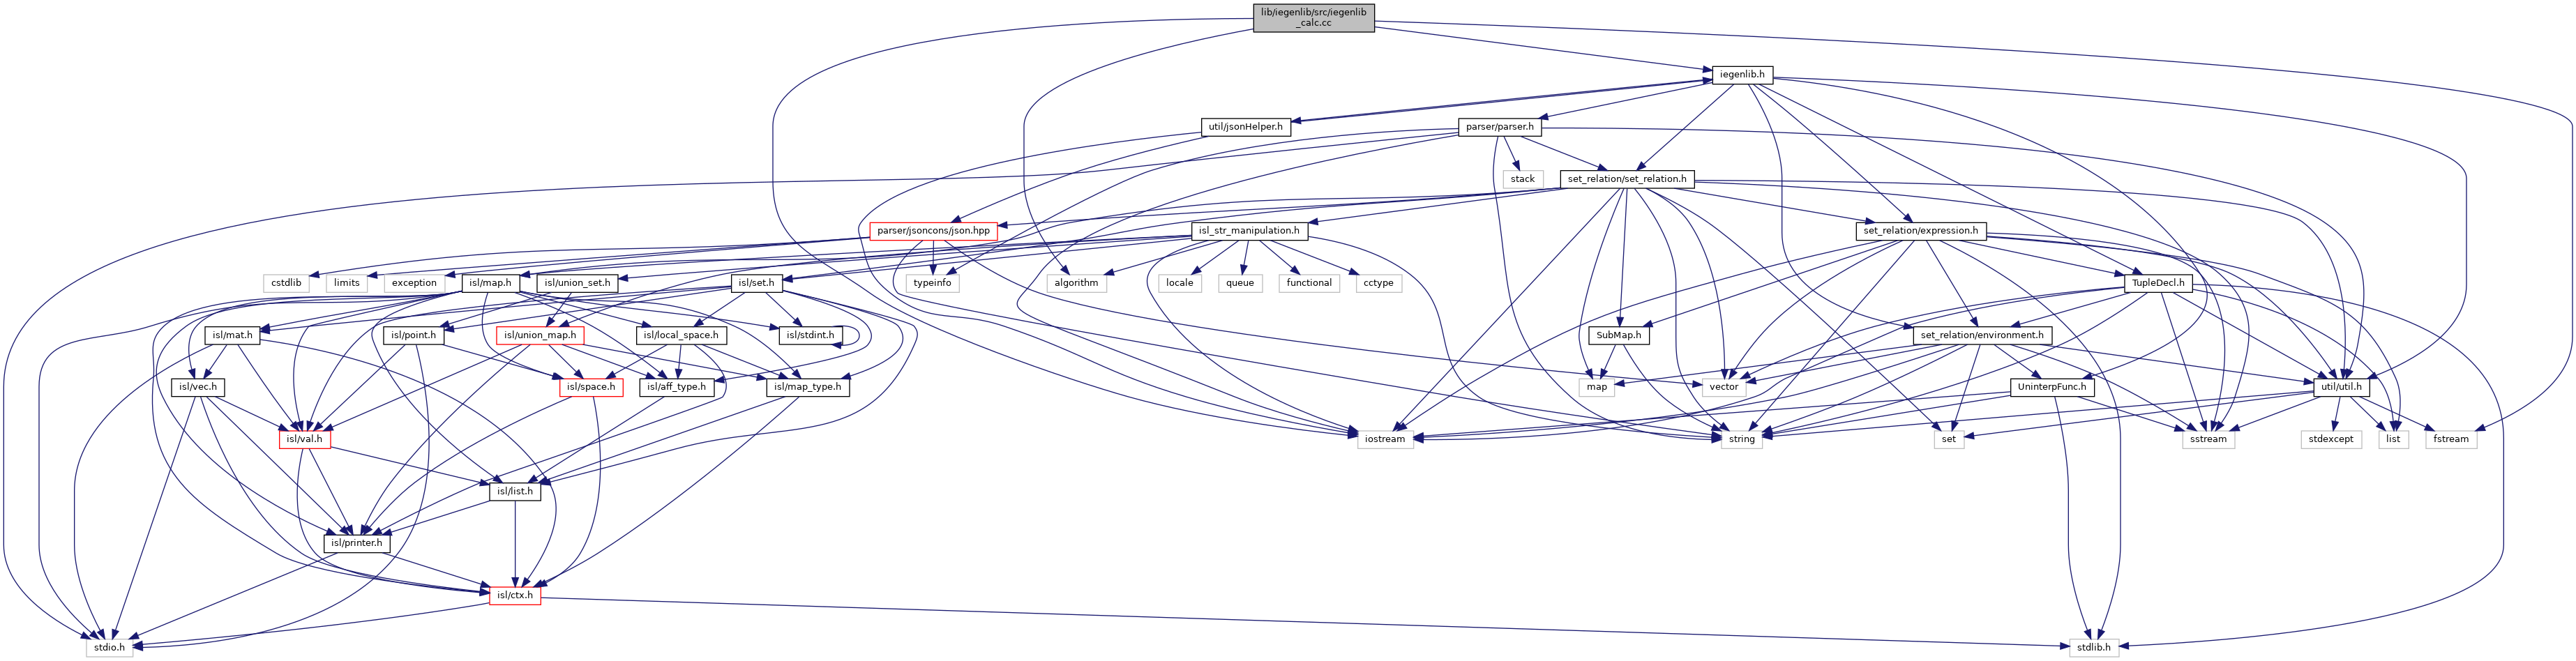 lib/iegenlib/src/iegenlib
_calc.cc
iegenlib.h
util/jsonHelper.h
parser/parser.h
stack
set_relation/set_relation.h
parser/jsoncons/json.hpp
isl_str_manipulation.h
set_relation/expression.h
cstdlib
limits
exception
isl/map.h
isl/union_set.h
isl/set.h
typeinfo
algorithm
locale
queue
functional
cctype
TupleDecl.h
isl/mat.h
isl/point.h
isl/union_map.h
isl/local_space.h
isl/stdint.h
SubMap.h
set_relation/environment.h
isl/vec.h
isl/space.h
isl/aff_type.h
isl/map_type.h
map
vector
UninterpFunc.h
util/util.h
isl/val.h
iostream
string
set
sstream
stdexcept
list
fstream
isl/list.h
isl/printer.h
isl/ctx.h
stdio.h
stdlib.h